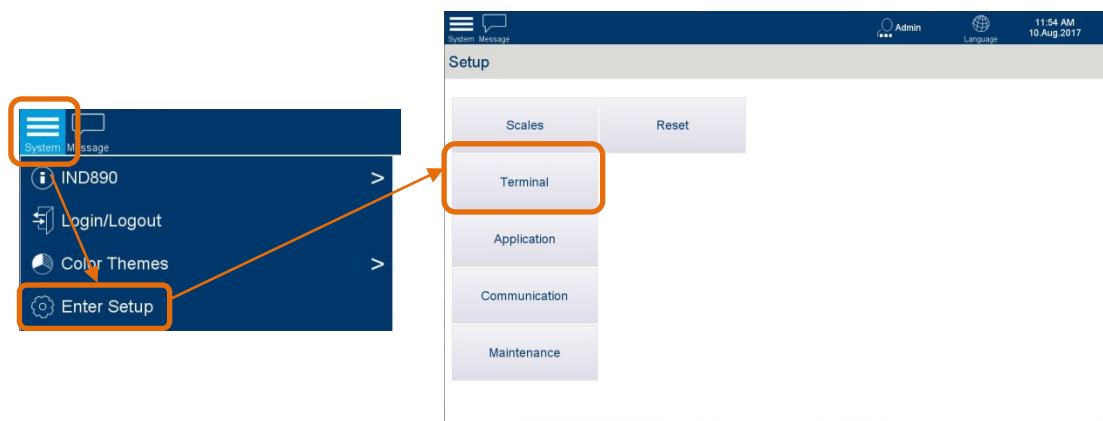 System Message
IND890 >
Login/Logout
Color Themes >
Enter Setup
System Message Admin Language 11:54 AM
10.Aug.2017
Setup
Scales Reset
Terminal
Application
Communication
Maintenance